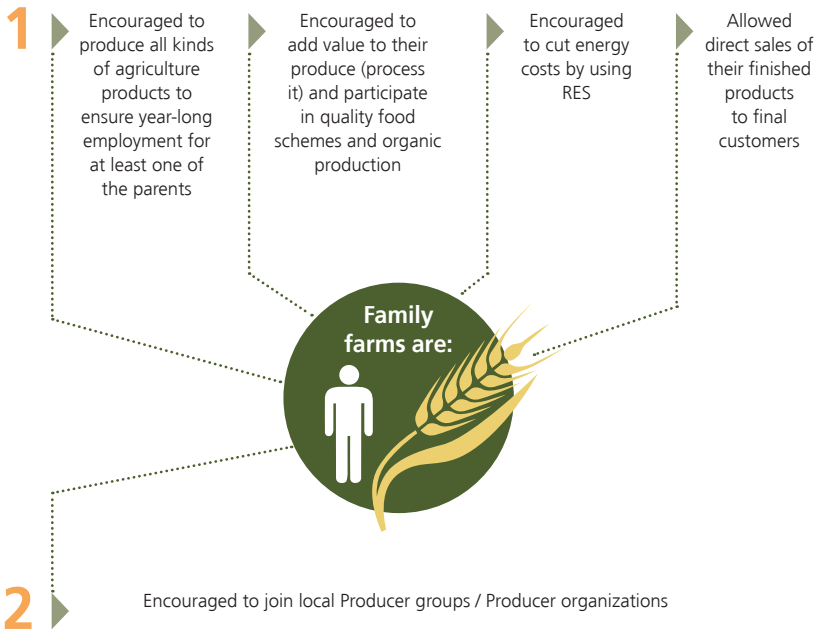 1
Encouraged to
produce all kinds
of agriculture
products to
ensure year-long
employment for
at least one of
the parents
Encouraged to
add value to their
produce (process
it) and participate
in quality food
schemes and organic
production
Encouraged
to cut energy
costs by using
RES
Allowed
direct sales of
their finished
products
to final
customers
Family
farms are:
2
Encouraged to join local Producer groups / Producer organizations